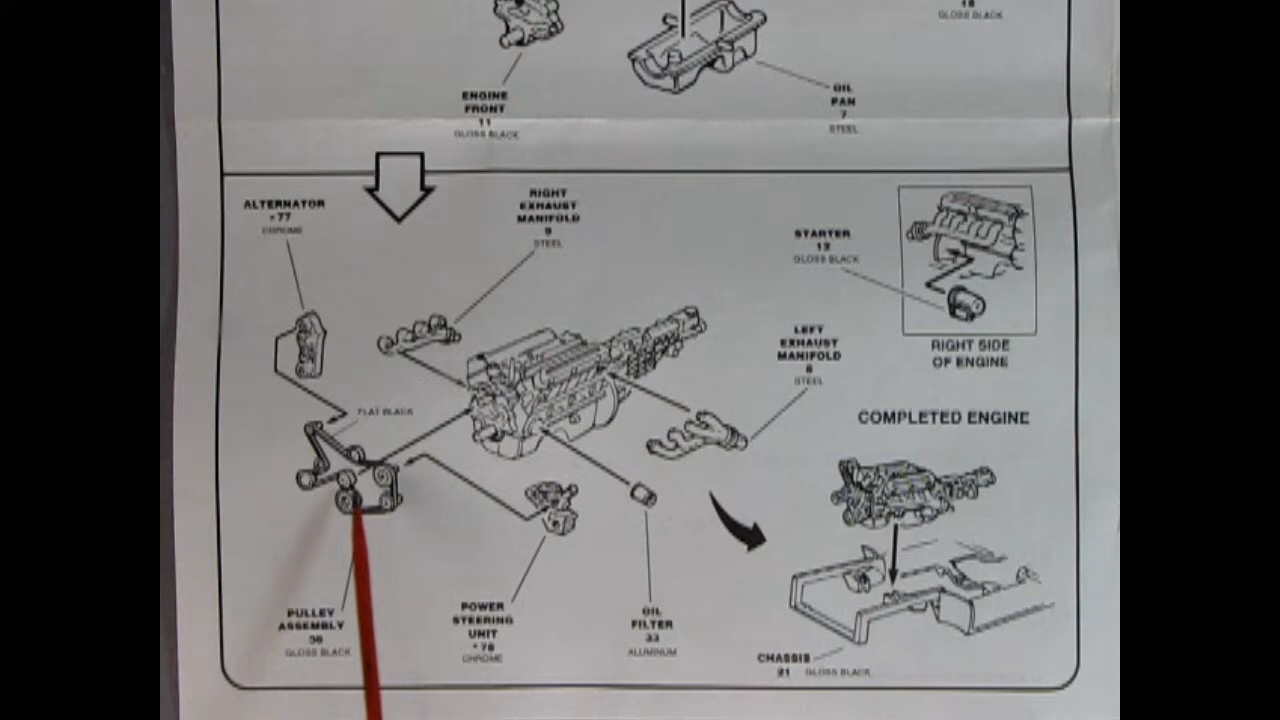 18
GLOSS BLACK
ENGINE
FRONT
11
GLOSS BLACK
OIL
PAN
7
STEEL
ALTERNATOR
*77
CHROME
RIGHT
EXHAUST
MANIFOLD
9
STEEL
STARTER
GLOSS BLACK
RIGHT SIDE
OF ENGINE
LEFT
EXHAUST
MANIFOLD
8
STEEL
FLAT BLACK
COMPLETED ENGINE
PULLEY
ASSEMBLY
GLOSS BLACK
POWER
STEERING
UNIT
*78
CHROME
OIL
FILTER
33
ALUMINUM
CHASSIS
21 GLOSS BLACK